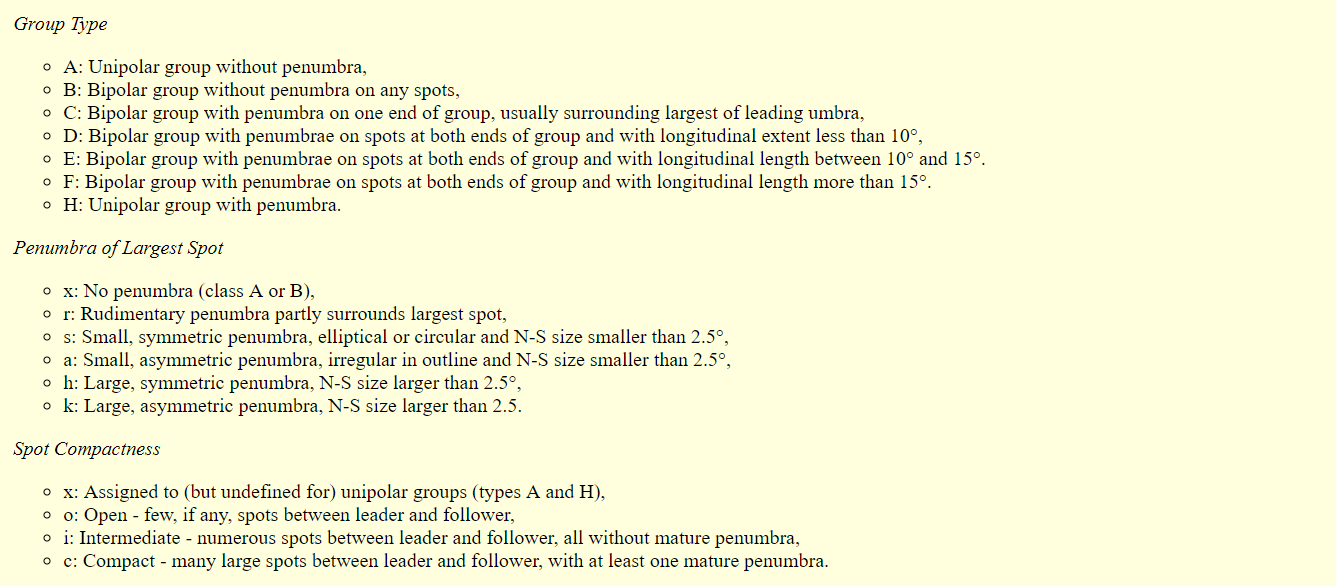 Group Type
A: Unipolar group without penumbra,
B: Bipolar group without penumbra on any spots,
C: Bipolar group with penumbra on one end of group, usually surrounding largest of leading umbra,
D: Bipolar group with penumbrae on spots at both ends of group and with longitudinal extent less than 10°,
E: Bipolar group with penumbrae on spots at both ends of group and with longitudinal length between 10° and 15°.
F: Bipolar group with penumbrae on spots at both ends of group and with longitudinal length more than 15°.
H: Unipolar group with penumbra.
Penumbra of Largest Spot
x: No penumbra (class A or B),
r: Rudimentary penumbra partly surrounds largest spot,
s: Small, symmetric penumbra, elliptical or circular and N-S size smaller than 2.5°,
a: Small, asymmetric penumbra, irregular in outline and N-S size smaller than 2.5°,
h: Large, symmetric penumbra, N-S size larger than 2.5°,
k: Large, asymmetric penumbra, N-S size larger than 2.5.
Spot Compactness
x: Assigned to (but undefined for) unipolar groups (types A and H),
o: Open - few, if any, spots between leader and follower,
i: Intermediate - numerous spots between leader and follower, all without mature penumbra,
c: Compact - many large spots between leader and follower, with at least one mature penumbra.